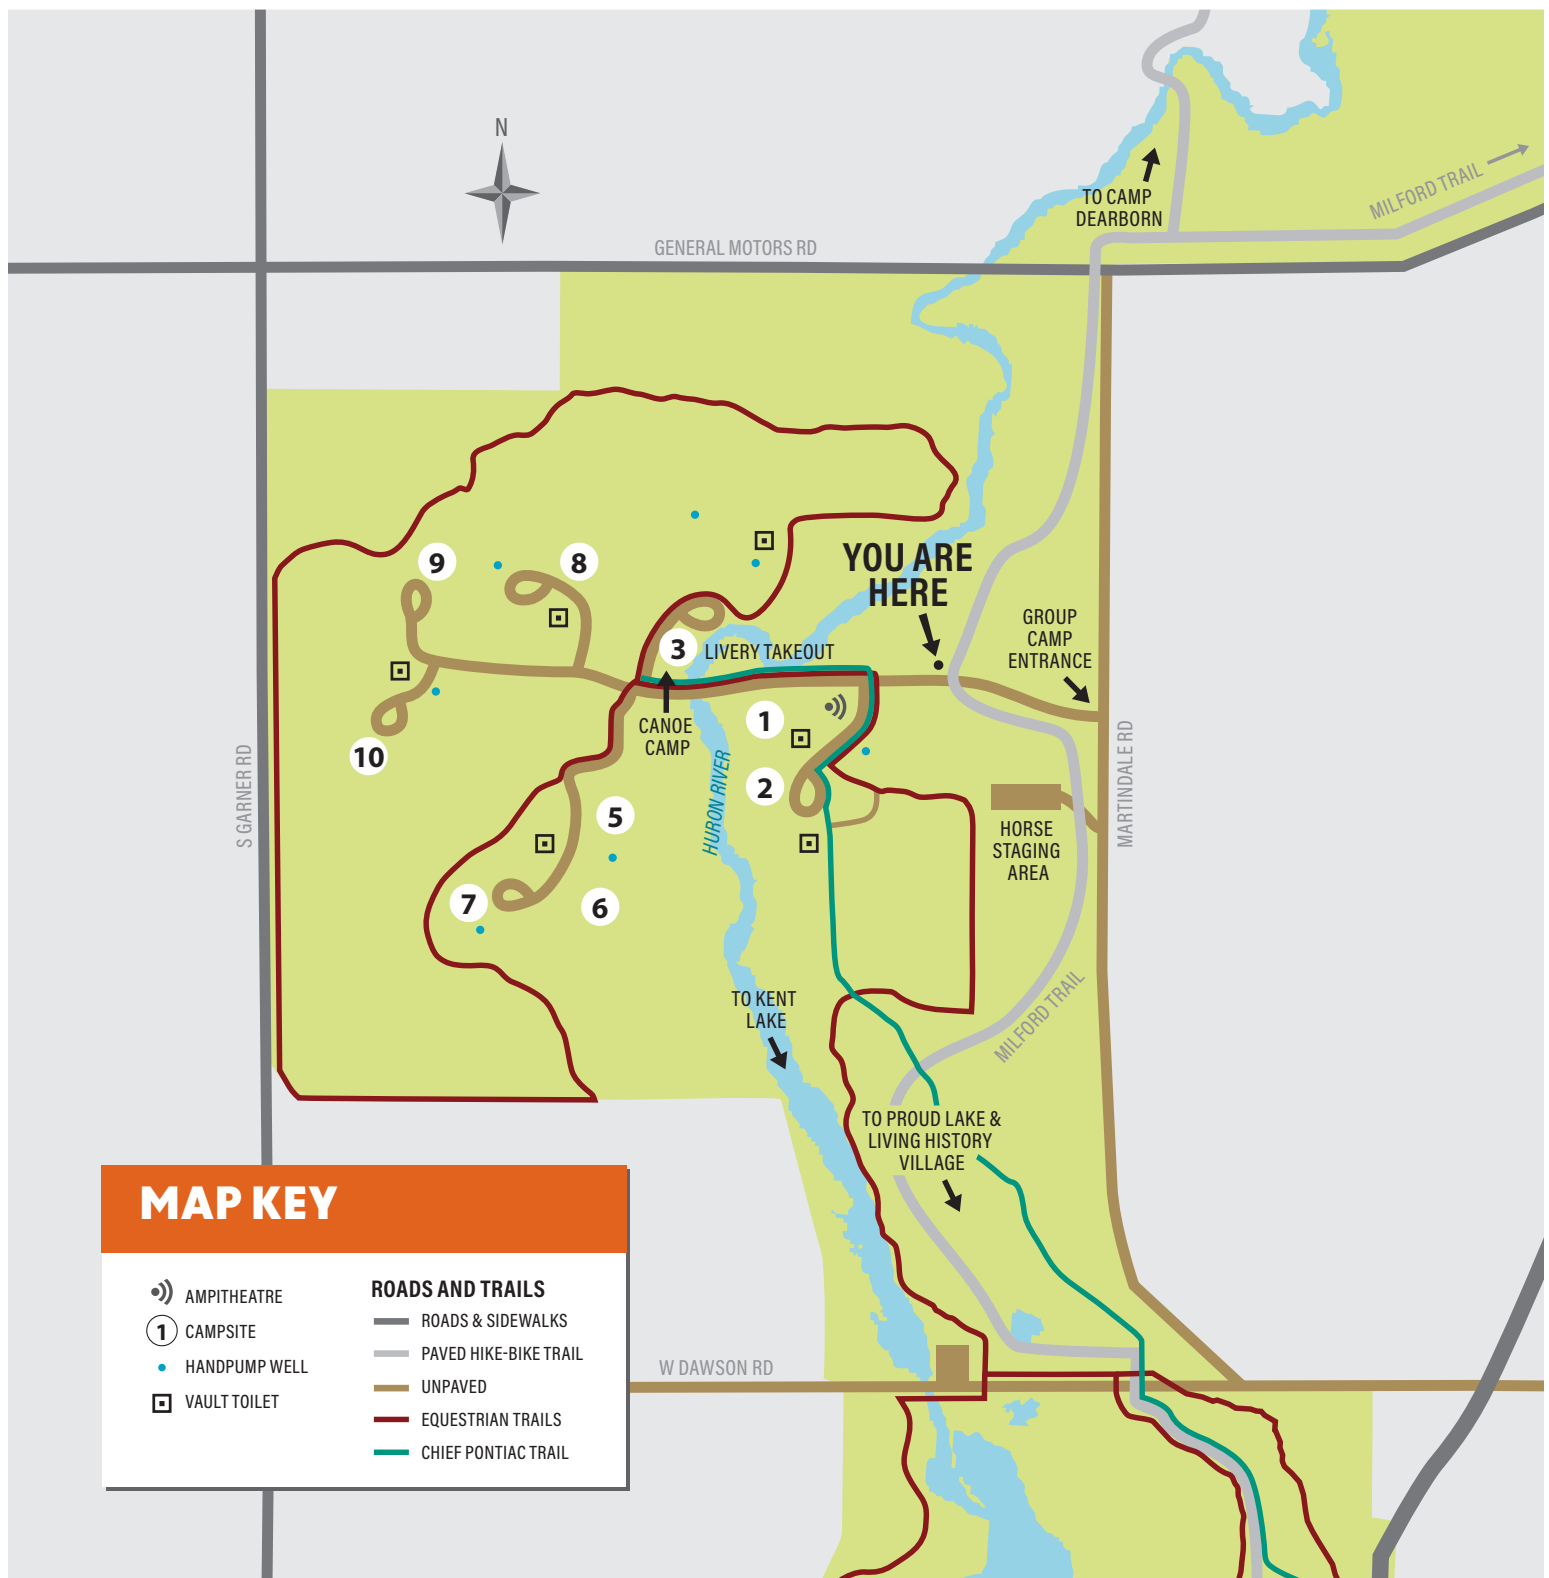 N
GENERAL MOTORS RD
TO CAMP
DEARBORN
MILFORD TRAIL
9
8
YOU ARE
HERE
GROUP
CAMP
ENTRANCE
3
LIVERY TAKEOUT
CANOE
CAMP
1
10
2
5
7
6
S GARNER RD
HURON RIVER
MARTINDALE RD
HORSE
STAGING
AREA
TO KENT
LAKE
MILFORD TRAIL
TO PROUD LAKE &
LIVING HISTORY
VILLAGE
W DAWSON RD
MAP KEY
AMPITHEATRE
1 CAMPSITE
HANDPUMP WELL
VAULT TOILET
ROADS AND TRAILS
ROADS & SIDEWALKS
PAVED HIKE-BIKE TRAIL
UNPAVED
EQUESTRIAN TRAILS
CHIEF PONTIAC TRAIL